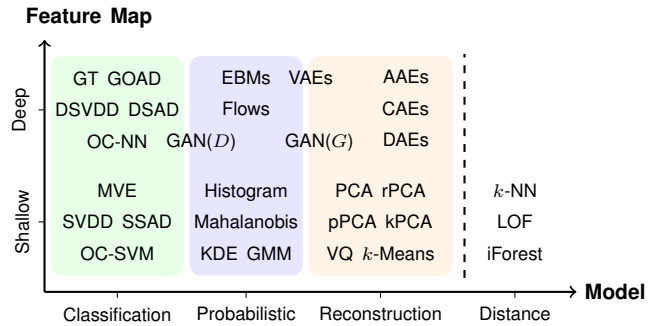 Feature Map
Deep
GT GOAD EBMs VAEs AAEs
DSVDD DSAD Flows CAEs
OC-NN GAN(D) GAN(G) DAEs
Shallow
MVE Histogram PCA rPCA k-NN
SVDD SSAD Mahalanobis pPCA kPCA LOF
OC-SVM KDE GMM VQ k-Means iForest
Model
Classification Probabilistic Reconstruction Distance